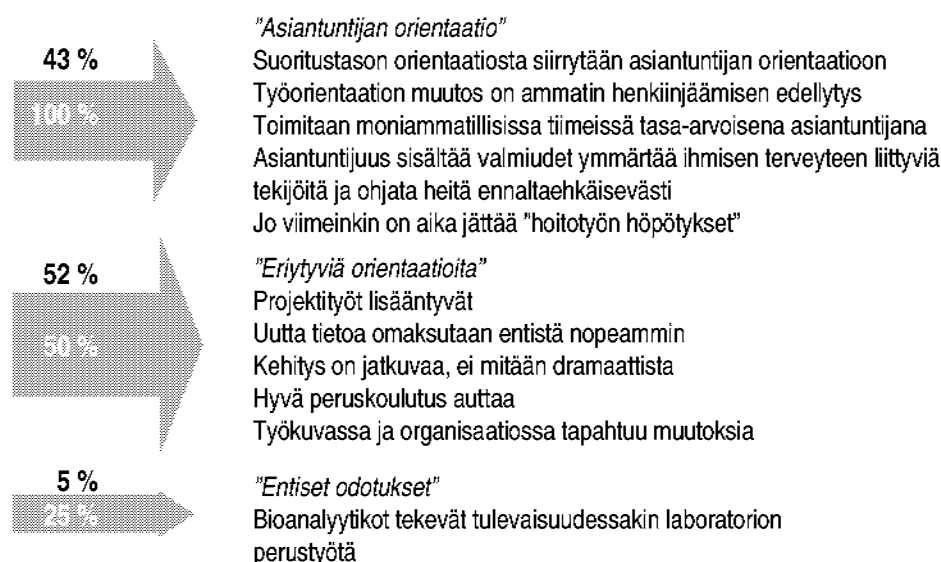 "Asiantuntijan orientaatio"
43 %
Suoritustason orientaatiosta siirrytään asiantuntijan orientaatioon
Työorientaation muutos on ammatin henkiinjäämisen edellytys
100 %
Toimitaan moniammatillisissa tiimeissä tasa-arvoisena asiantuntijana
Asiantuntijuus sisältää valmiudet ymmärtää ihmisen terveyteen liittyviä
tekijöitä ja ohjata heitä ennaltaehkäisevästi
Jo viimeinkin on aika jättää "hoitotyön höpötykset"
52 %
"Eriytyviä orientaatioita"
Projektityöt lisääntyvät
50 %
Uutta tietoa omaksutaan entistä nopeammin
Kehitys on jatkuvaa, ei mitään dramaattista
Hyvä peruskoulutus auttaa
Työkuvassa ja organisaatiossa tapahtuu muutoksia
5 %
"Entiset odotukset"
25 %
Bioanalyytikot tekevät tulevaisuudessakin laboratorion
perustyötä